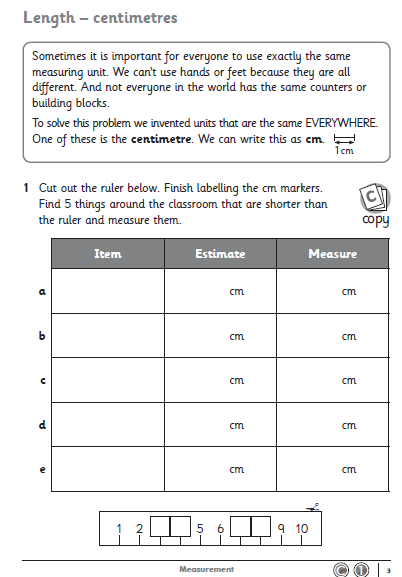 Length – centimetres
Sometimes it is important for everyone to use exactly the same
measuring unit. We can't use hands or feet because they are all
different. And not everyone in the world has the same counters or
building blocks.
To solve this problem we invented units that are the same EVERYWHERE.
One of these is the centimetre. We can write this as cm.
1 cm
1 Cut out the ruler below. Finish labelling the cm markers.
Find 5 things around the classroom that are shorter than
the ruler and measure them.
C
copy
Item Estimate Measure
a cm cm
b cm cm
c cm cm
d cm cm
e cm cm
1 2 5 6 9 10
Measurement
C 1
3